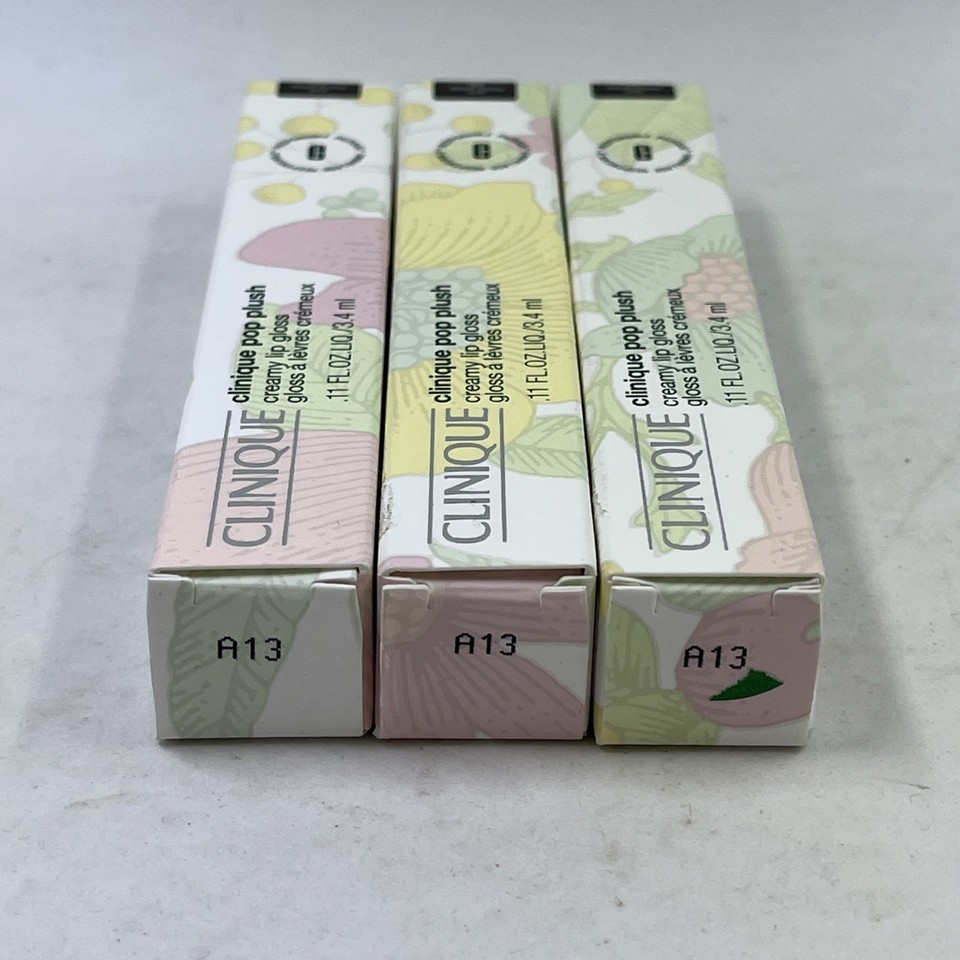 CLINIQUE
clinique pop plush
creamy lip gloss
gloss à lèvres crémeux
.11 FL.OZ.LIQ./3.4 ml
A13
CLINIQUE
clinique pop plush
creamy lip gloss
gloss à lèvres crémeux
.11 FL.OZ.LIQ./3.4 ml
A13
CLINIQUE
clinique pop plush
creamy lip gloss
gloss à lèvres crémeux
.11 FL.OZ.LIQ./3.4 ml
A13